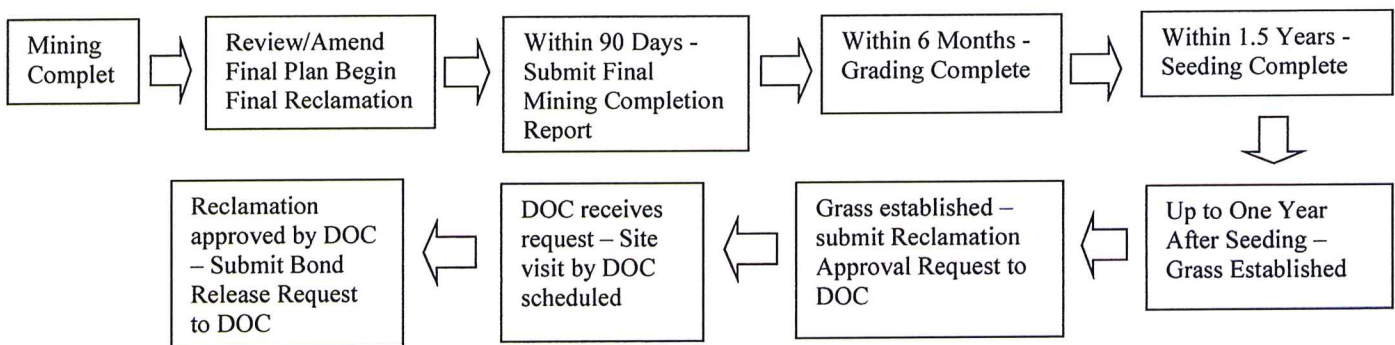 Mining
Complet
Review/Amend
Final Plan Begin
Final Reclamation
Within 90 Days -
Submit Final
Mining Completion
Report
Within 6 Months -
Grading Complete
Within 1.5 Years -
Seeding Complete
Up to One Year
After Seeding –
Grass Established
Grass established –
submit Reclamation
Approval Request to
DOC
DOC receives
request – Site
visit by DOC
scheduled
Reclamation
approved by DOC
– Submit Bond
Release Request
to DOC